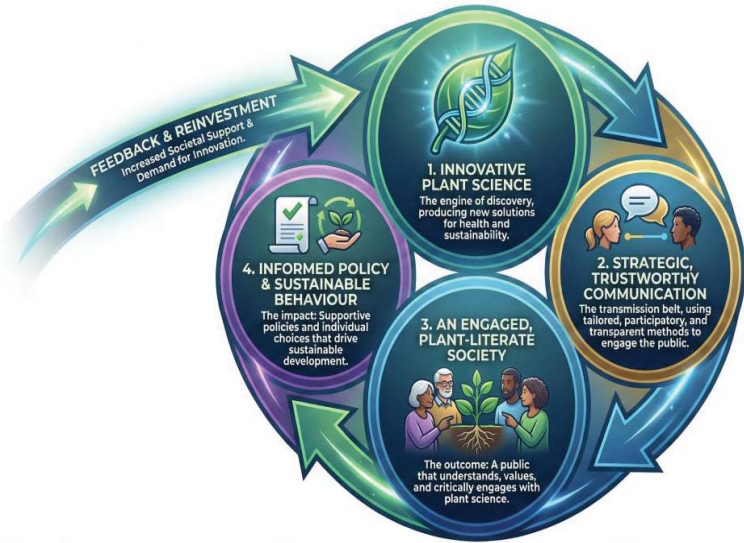 FEEDBACK & REINVESTMENT
Increased Societal Support &
Demand for Innovation.
1. INNOVATIVE
PLANT SCIENCE
The engine of discovery,
producing new solutions
for health and
sustainability.
2. STRATEGIC,
TRUSTWORTHY
COMMUNICATION
The transmission belt, using
tailored, participatory, and
transparent methods to
engage the public.
3. AN ENGAGED,
PLANT-LITERATE
SOCIETY
The outcome: A public
that understands, values,
and critically engages with
plant science.
4. INFORMED POLICY
& SUSTAINABLE
BEHAVIOUR
The impact: Supportive
policies and individual
choices that drive
sustainable
development.